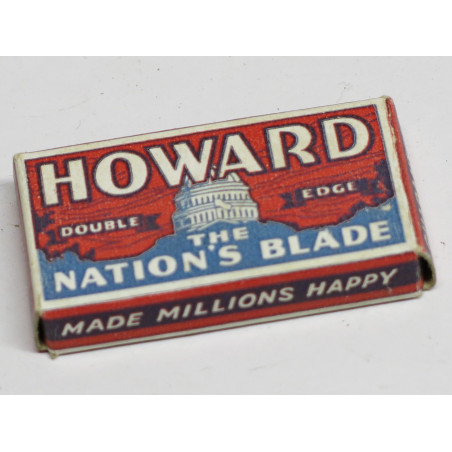 HOWARD
DOUBLE EDGE
THE
NATION'S BLADE
MADE MILLIONS HAPPY